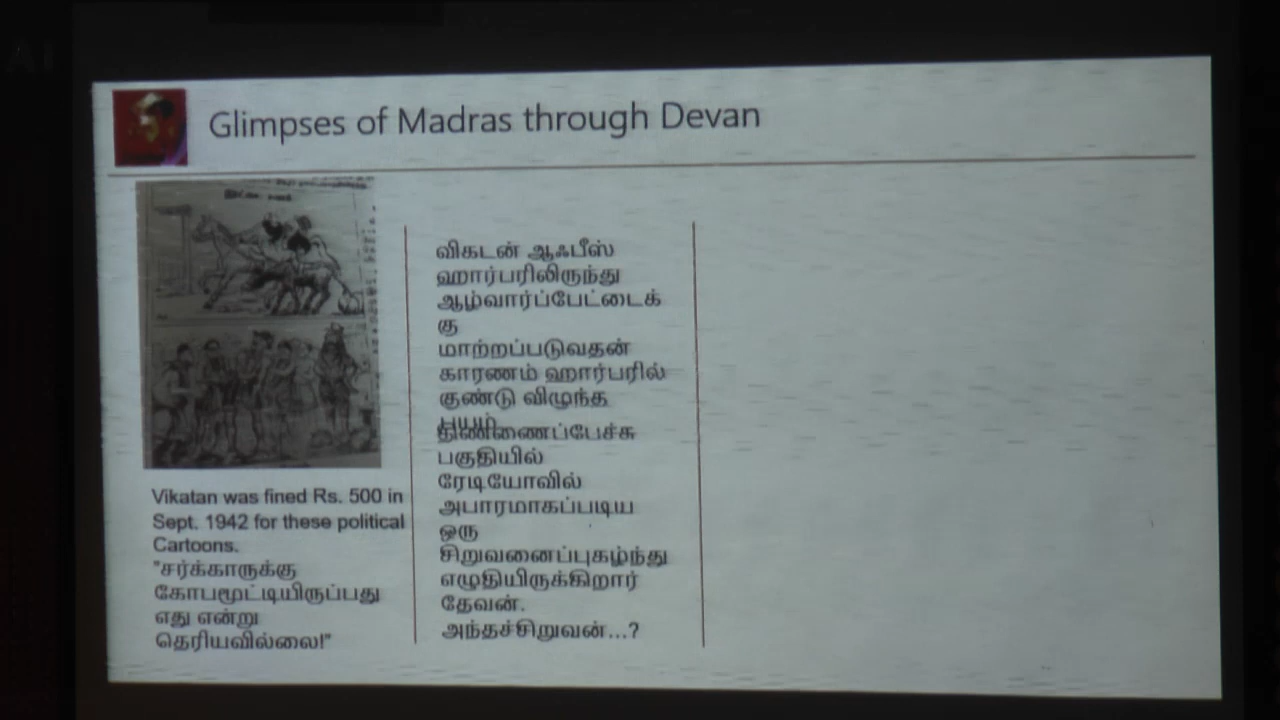 Glimpses of Madras through Devan
Vikatan was fined Rs. 500 in
Sept. 1942 for these political
Cartoons.
"சர்க்காருக்கு
கோபமூட்டியிருப்பது
எது என்று
தெரியவில்லை!"
விகடன் ஆஃபீஸ்
ஹார்பரிலிருந்து
ஆழ்வார்ப்பேட்டைக்
கு
மாற்றப்படுவதன்
காரணம் ஹார்பரில்
குண்டு விழுந்த
பயம்
திண்ணைப்பேச்சு
பகுதியில்
ரேடியோவில்
அபாரமாகப்படிய
ஒரு
சிறுவனைப்புகழ்ந்து
எழுதியிருக்கிறார்
தேவன்.
அந்தச்சிறுவன்...?